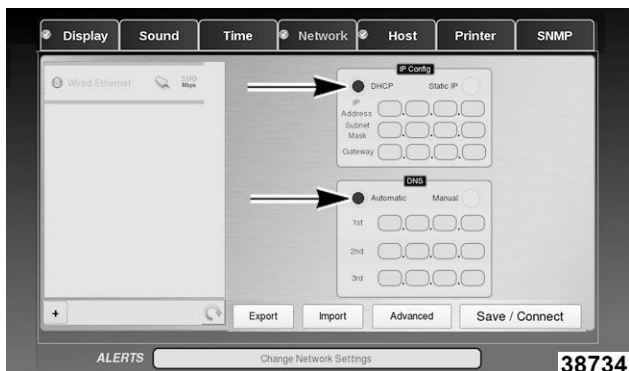 Display Sound Time Network Host Printer SNMP
Wired Ethernet 100 Mbps
IP Config
DHCP Static IP
IP Address
Subnet Mask
Gateway
DNS
Automatic Manual
1st
2nd
3rd
+ Export Import Advanced Save / Connect
ALERTS Change Network Settings
38734